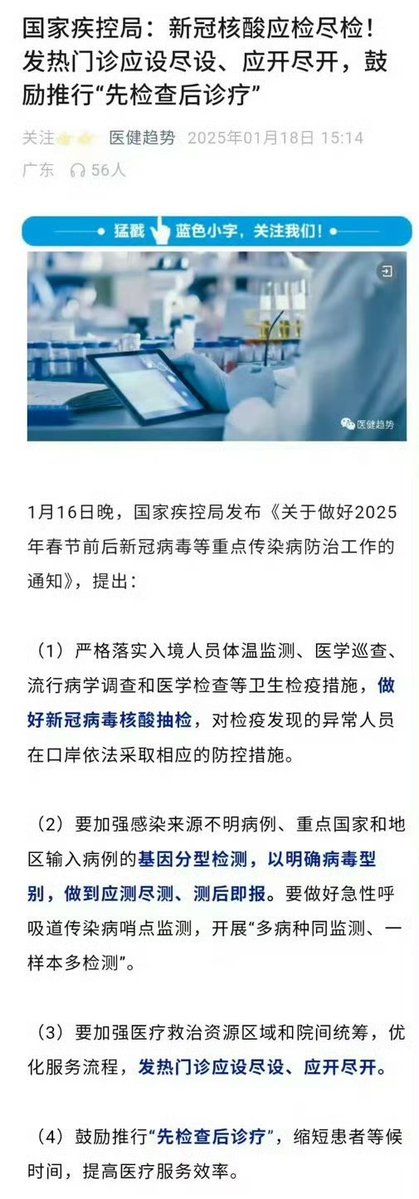 国家疾控局：新冠核酸应检尽检！
发热门诊应设尽设、应开尽开，鼓
励推行“先检查后诊疗”
关注👉👉 医健趋势 2025年01月18日 15:14
广东 56人
猛戳 蓝色小字，关注我们！
医健趋势
1月16日晚，国家疾控局发布《关于做好2025
年春节前后新冠病毒等重点传染病防治工作的
通知》，提出：
（1）严格落实入境人员体温监测、医学巡查、
流行病学调查和医学检查等卫生检疫措施，做
好新冠病毒核酸抽检，对检疫发现的异常人员
在口岸依法采取相应的防控措施。
（2）要加强感染来源不明病例、重点国家和地
区输入病例的基因分型检测，以明确病毒型
别，做到应测尽测、测后即报。要做好急性呼
吸道传染病哨点监测，开展“多病种同监测、一
样本多检测”。
（3）要加强医疗救治资源区域和院间统筹，优
化服务流程，发热门诊应设尽设、应开尽开。
（4）鼓励推行“先检查后诊疗”，缩短患者等候
时间，提高医疗服务效率。